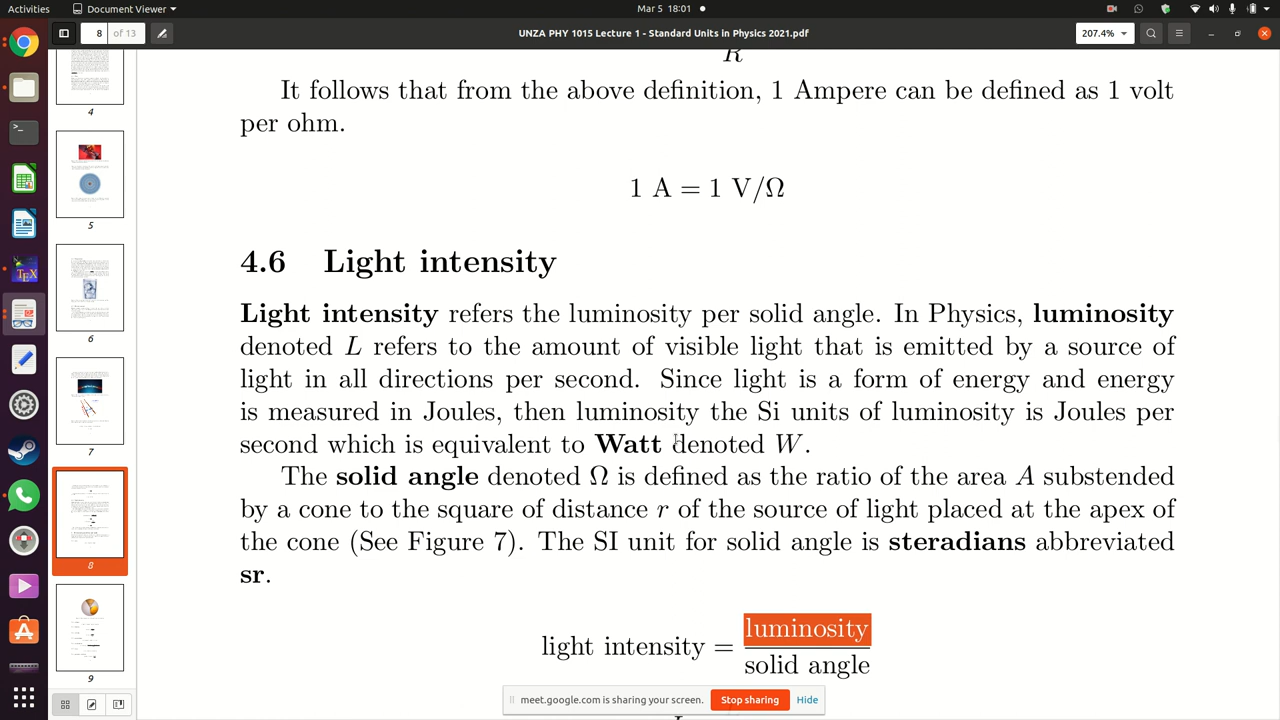 Activities
Document Viewer
Mar 5 18:01
8
of 13
UNZA PHY 1015 Lecture 1 - Standard Units in Physics 2021.pdf
207.4%
4
5
6
7
8
9
R
It follows that from the above definition, 1 Ampere can be defined as 1 volt
per ohm.
1 A = 1 V/Ω
4.6 Light intensity
Light intensity refers the luminosity per solid angle. In Physics, luminosity
denoted L refers to the amount of visible light that is emitted by a source of
light in all directions per second. Since light is a form of energy and energy
is measured in Joules, then luminosity the Si units of luminosity is Joules per
second which is equivalent to Watt denoted W.
The solid angle denoted Ω is defined as the ratio of the area A substended
by a cone to the square of distance r of the source of light placed at the apex of
the cone (See Figure 7). The SI unit for solid angle is steradians abbreviated
sr.
light intensity = luminosity
solid angle
meet.google.com is sharing your screen.
Stop sharing
Hide